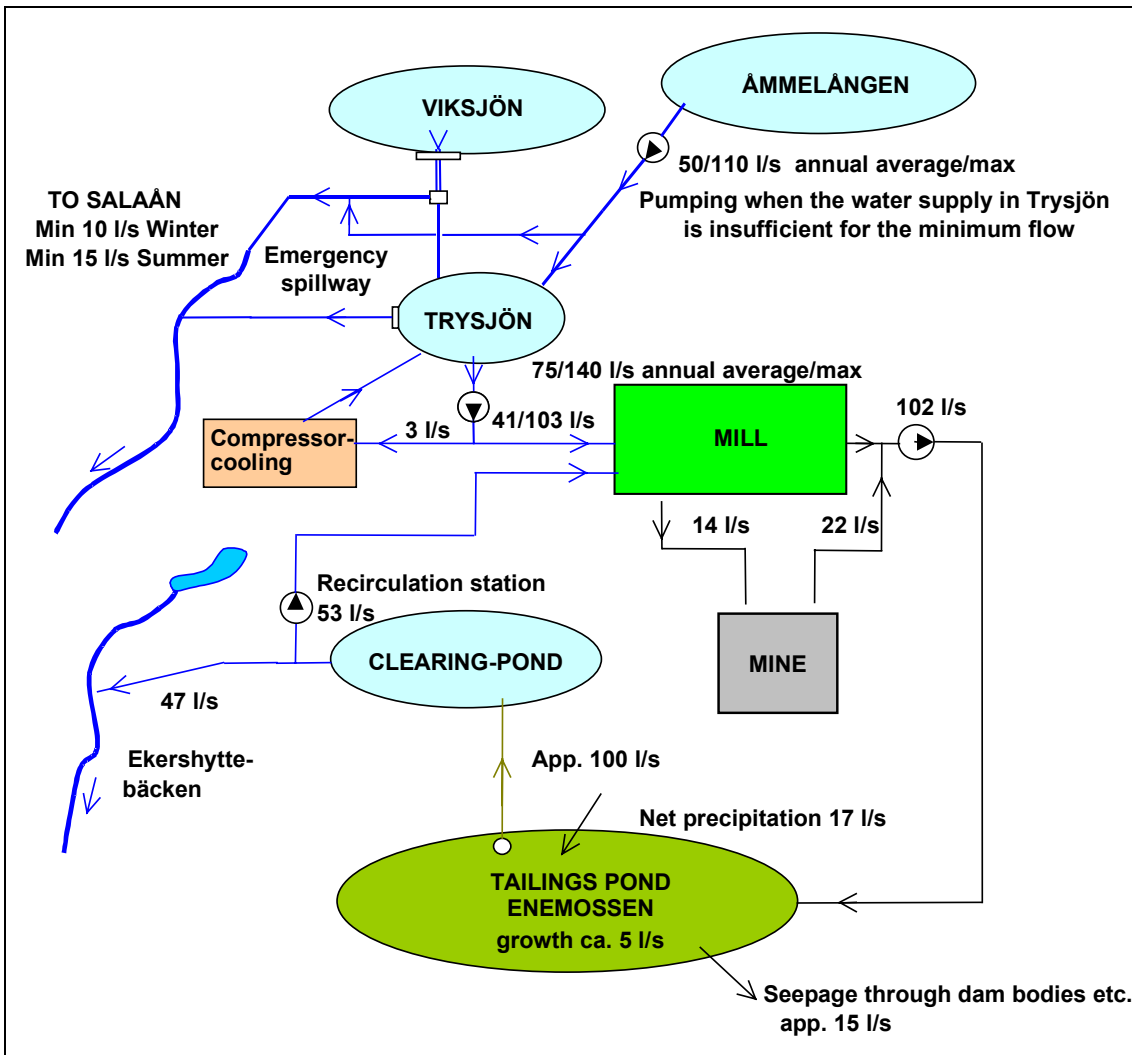 VIKSJÖN
ÅMMELÅNGEN
50/110 l/s annual average/max
Pumping when the water supply in Trysjön
is insufficient for the minimum flow
TO SALAÅN
Min 10 l/s Winter
Min 15 l/s Summer
Emergency
spillway
TRYSJÖN
75/140 l/s annual average/max
41/103 l/s
3 l/s
Compressor-
cooling
MILL
102 l/s
14 l/s
22 l/s
MINE
Recirculation station
53 l/s
CLEARING-POND
47 l/s
Ekershytte-
bäcken
App. 100 l/s
Net precipitation 17 l/s
TAILINGS POND
ENEMOSSEN
growth ca. 5 l/s
Seepage through dam bodies etc.
app. 15 l/s